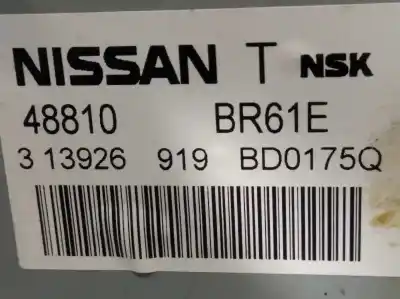 NISSAN T NSK
48810 BR61E
3 13926 919 BD0175Q